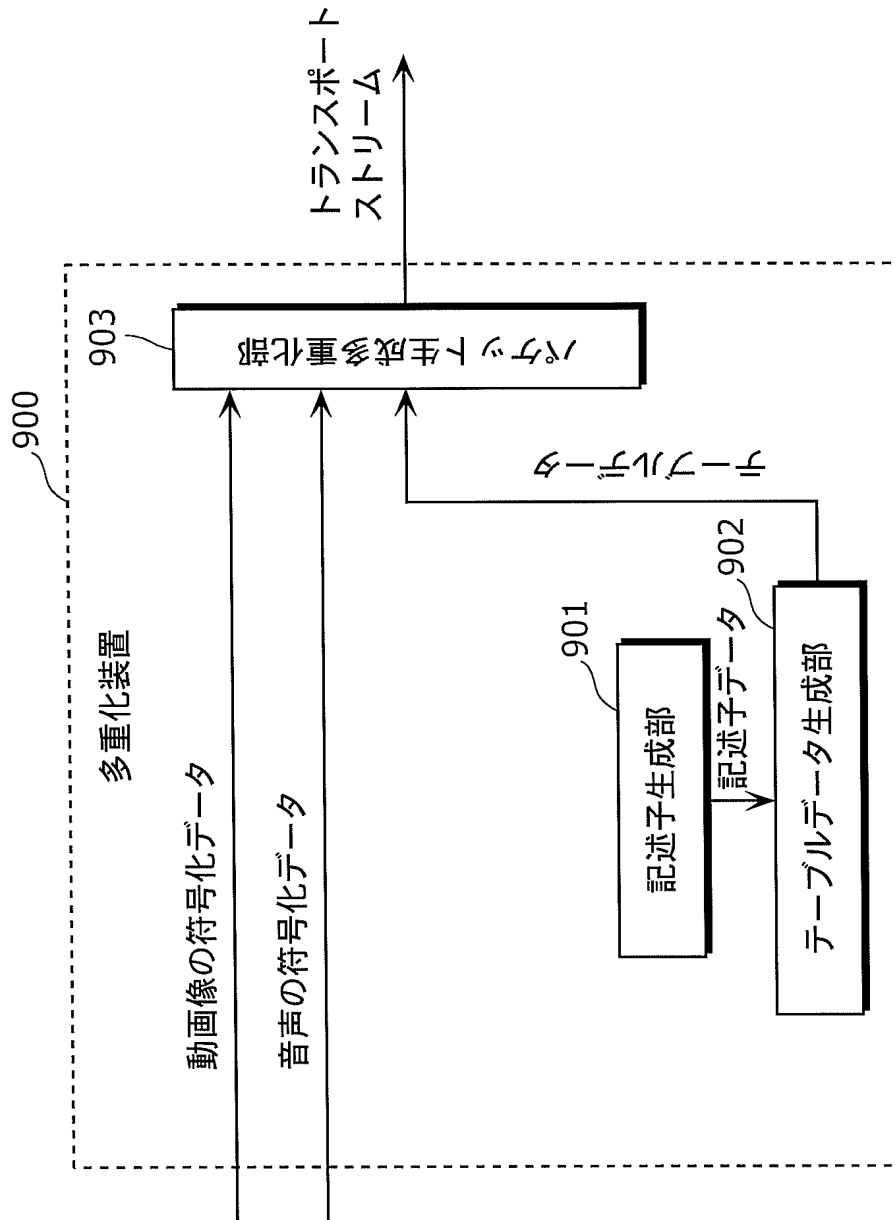 900
多重化装置
動画像の符号化データ
音声の符号化データ
903
パケット生成多重化部
トランスポート
ストリーム
テーブルデータ
901
記述子生成部
記述子データ
902
テーブルデータ生成部